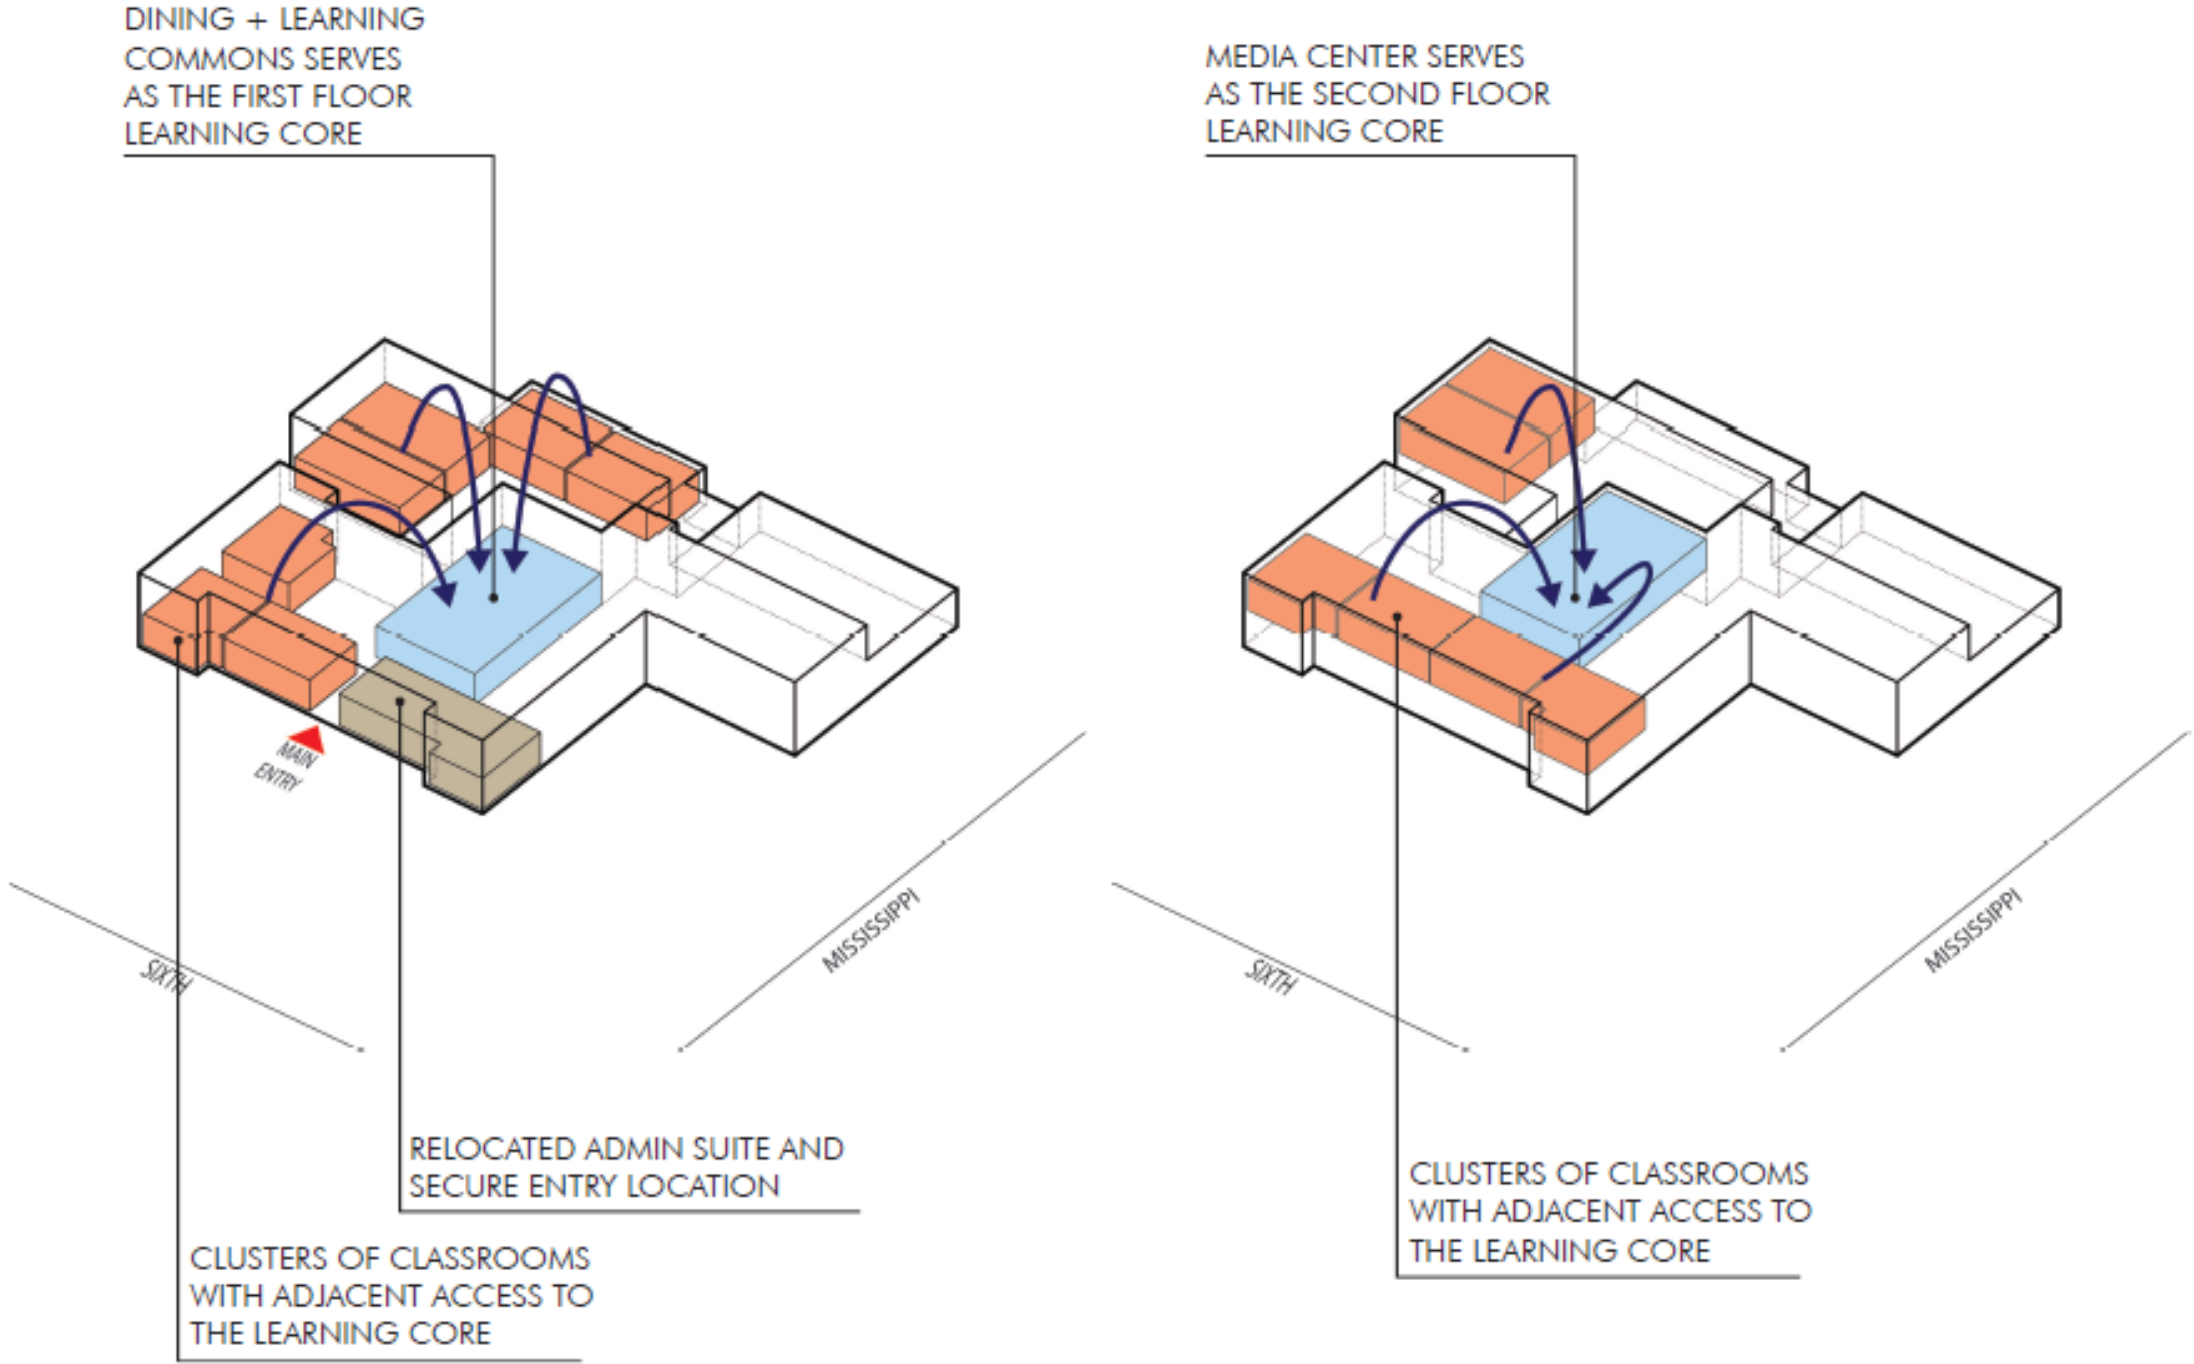 DINING + LEARNING
COMMONS SERVES
AS THE FIRST FLOOR
LEARNING CORE
MEDIA CENTER SERVES
AS THE SECOND FLOOR
LEARNING CORE
MAIN
ENTRY
SIXTH
MISSISSIPPI
SIXTH
MISSISSIPPI
RELOCATED ADMIN SUITE AND
SECURE ENTRY LOCATION
CLUSTERS OF CLASSROOMS
WITH ADJACENT ACCESS TO
THE LEARNING CORE
CLUSTERS OF CLASSROOMS
WITH ADJACENT ACCESS TO
THE LEARNING CORE